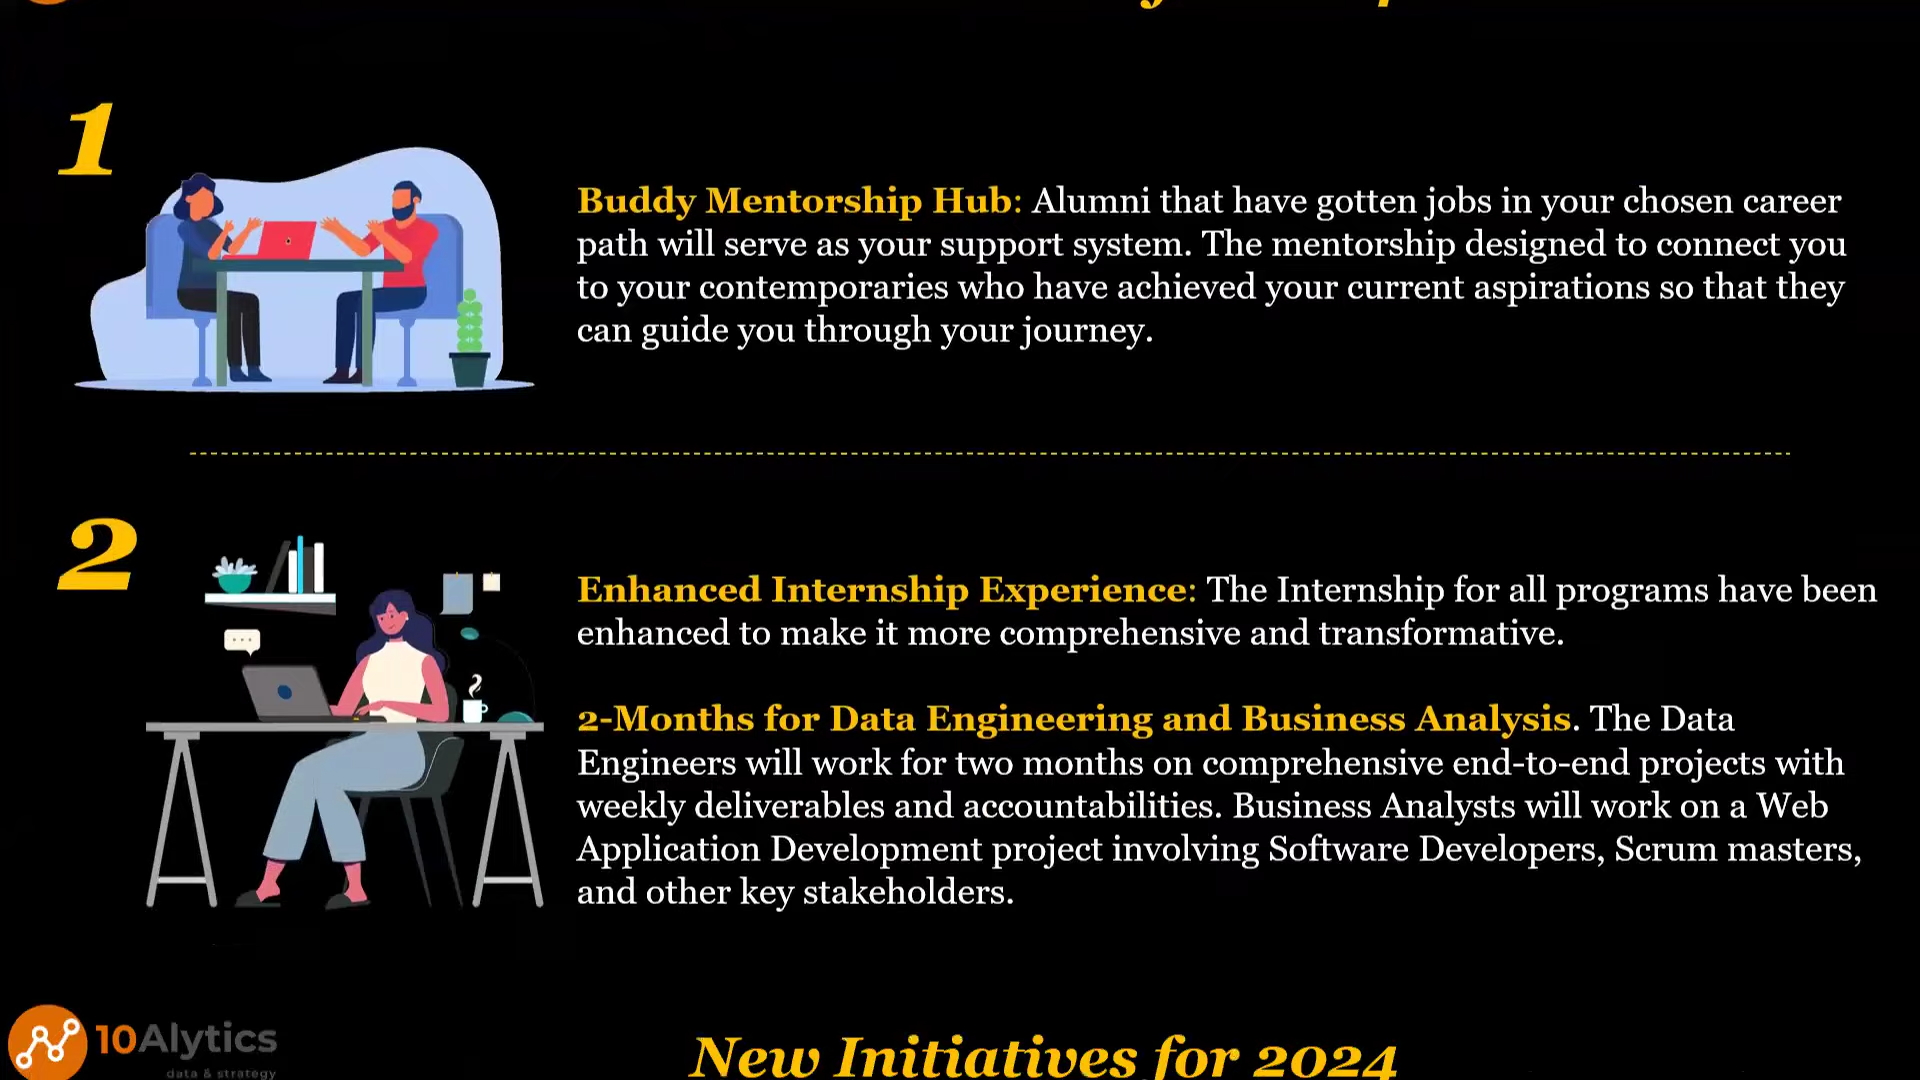 1
Buddy Mentorship Hub: Alumni that have gotten jobs in your chosen career
path will serve as your support system. The mentorship designed to connect you
to your contemporaries who have achieved your current aspirations so that they
can guide you through your journey.
2
Enhanced Internship Experience: The Internship for all programs have been
enhanced to make it more comprehensive and transformative.
2-Months for Data Engineering and Business Analysis. The Data
Engineers will work for two months on comprehensive end-to-end projects with
weekly deliverables and accountabilities. Business Analysts will work on a Web
Application Development project involving Software Developers, Scrum masters,
and other key stakeholders.
10Alytics
data & strategy
New Initiatives for 2024